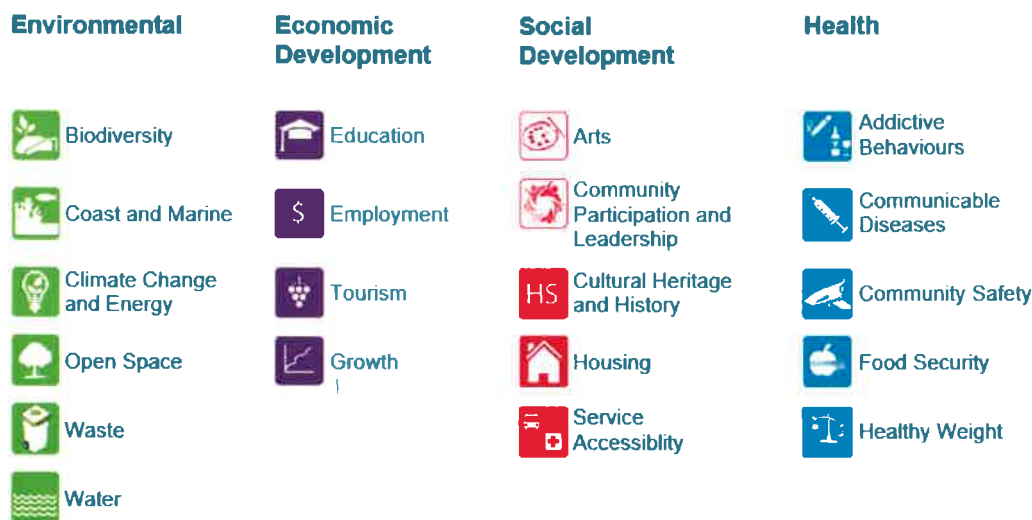 Environmental
Biodiversity
Coast and Marine
Climate Change
and Energy
Open Space
Waste
Water
Economic
Development
Education
$
Employment
Tourism
Growth
Social
Development
Arts
Community
Participation and
Leadership
HS
Cultural Heritage
and History
Housing
Service
Accessiblity
Health
Addictive
Behaviours
Communicable
Diseases
Community Safety
Food Security
Healthy Weight